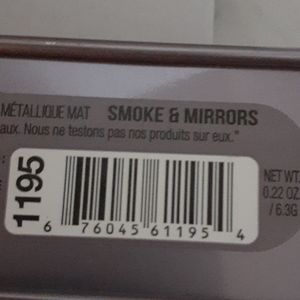 MÉTALLIQUE MAT SMOKE & MIRRORS
aux. Nous ne testons pas nos produits sur eux."
1195
6 76045 61195 4
NET WT.
0.22 OZ.
/ 6.3G